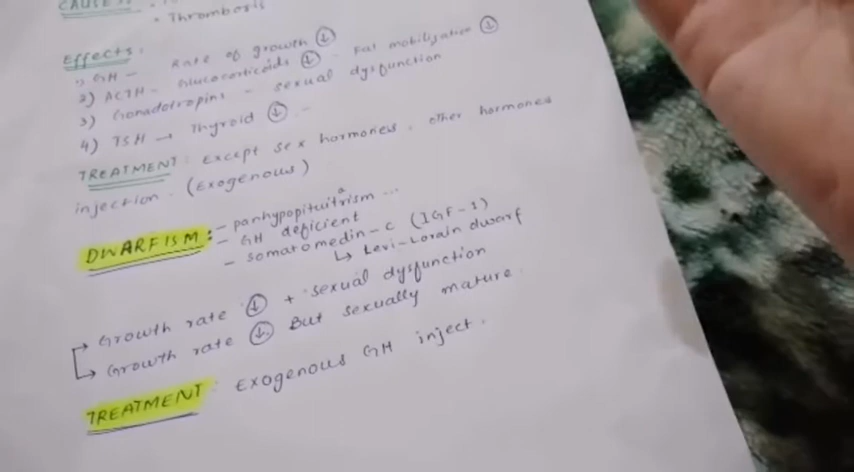 CAUSES:
• Thrombosis
Effects:
1) GH — Rate of growth ↓
2) ACTH — Glucocorticoids ↓ — Fat mobilisation ↓
3) Gonadotropins — sexual dysfunction
4) TSH → Thyroid ↓ —
TREATMENT: Except sex hormones, other hormones
injection. (Exogenous)
DWARFISM: — panhypopituitarism ...
— GH deficient
— Somatomedin-C (IGF-1)
↳ Levi-Lorain dwarf
→ Growth rate ↓ + sexual dysfunction
→ Growth rate ↓ But sexually mature.
TREATMENT: Exogenous GH inject.